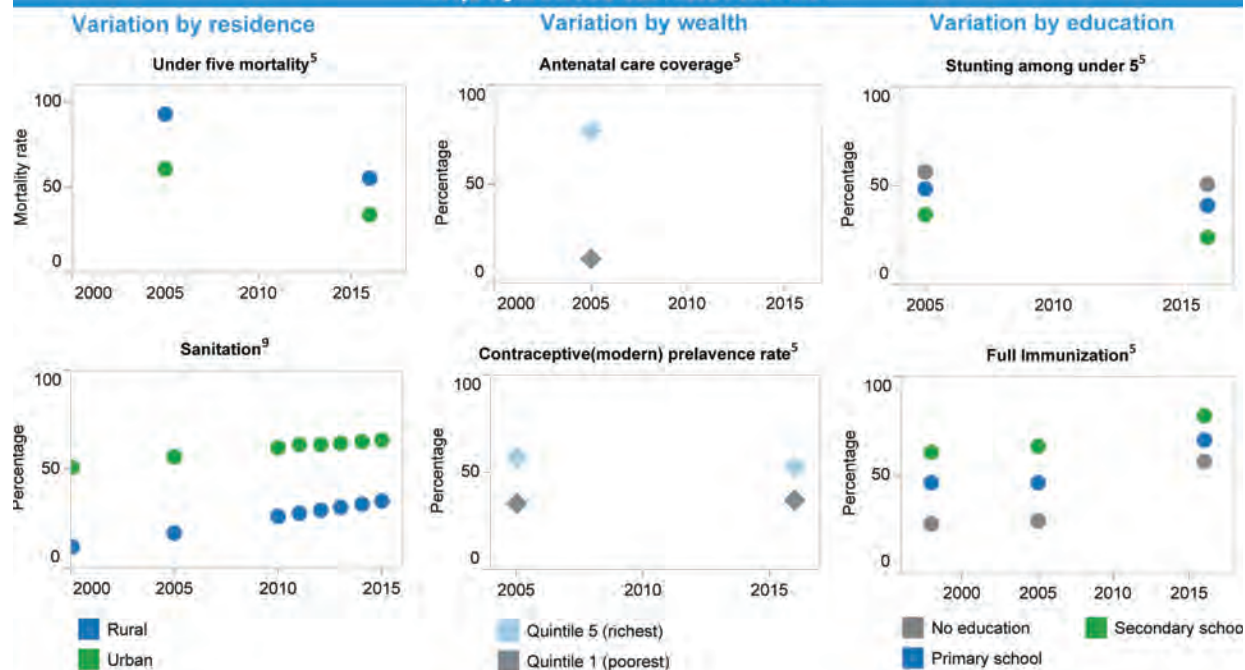 Variation by residence
Variation by wealth
Variation by education
Under five mortality5
Mortality rate
100
50
0
2000 2005 2010 2015
Antenatal care coverage5
Percentage
100
50
0
2000 2005 2010 2015
Stunting among under 55
Percentage
100
50
0
2005 2010 2015
Sanitation9
Percentage
100
50
0
2000 2005 2010 2015
Rural
Urban
Contraceptive(modern) prelavence rate5
Percentage
100
50
0
2005 2010 2015
Quintile 5 (richest)
Quintile 1 (poorest)
Full Immunization5
Percentage
100
50
0
2000 2005 2010 2015
No education
Secondary school
Primary school